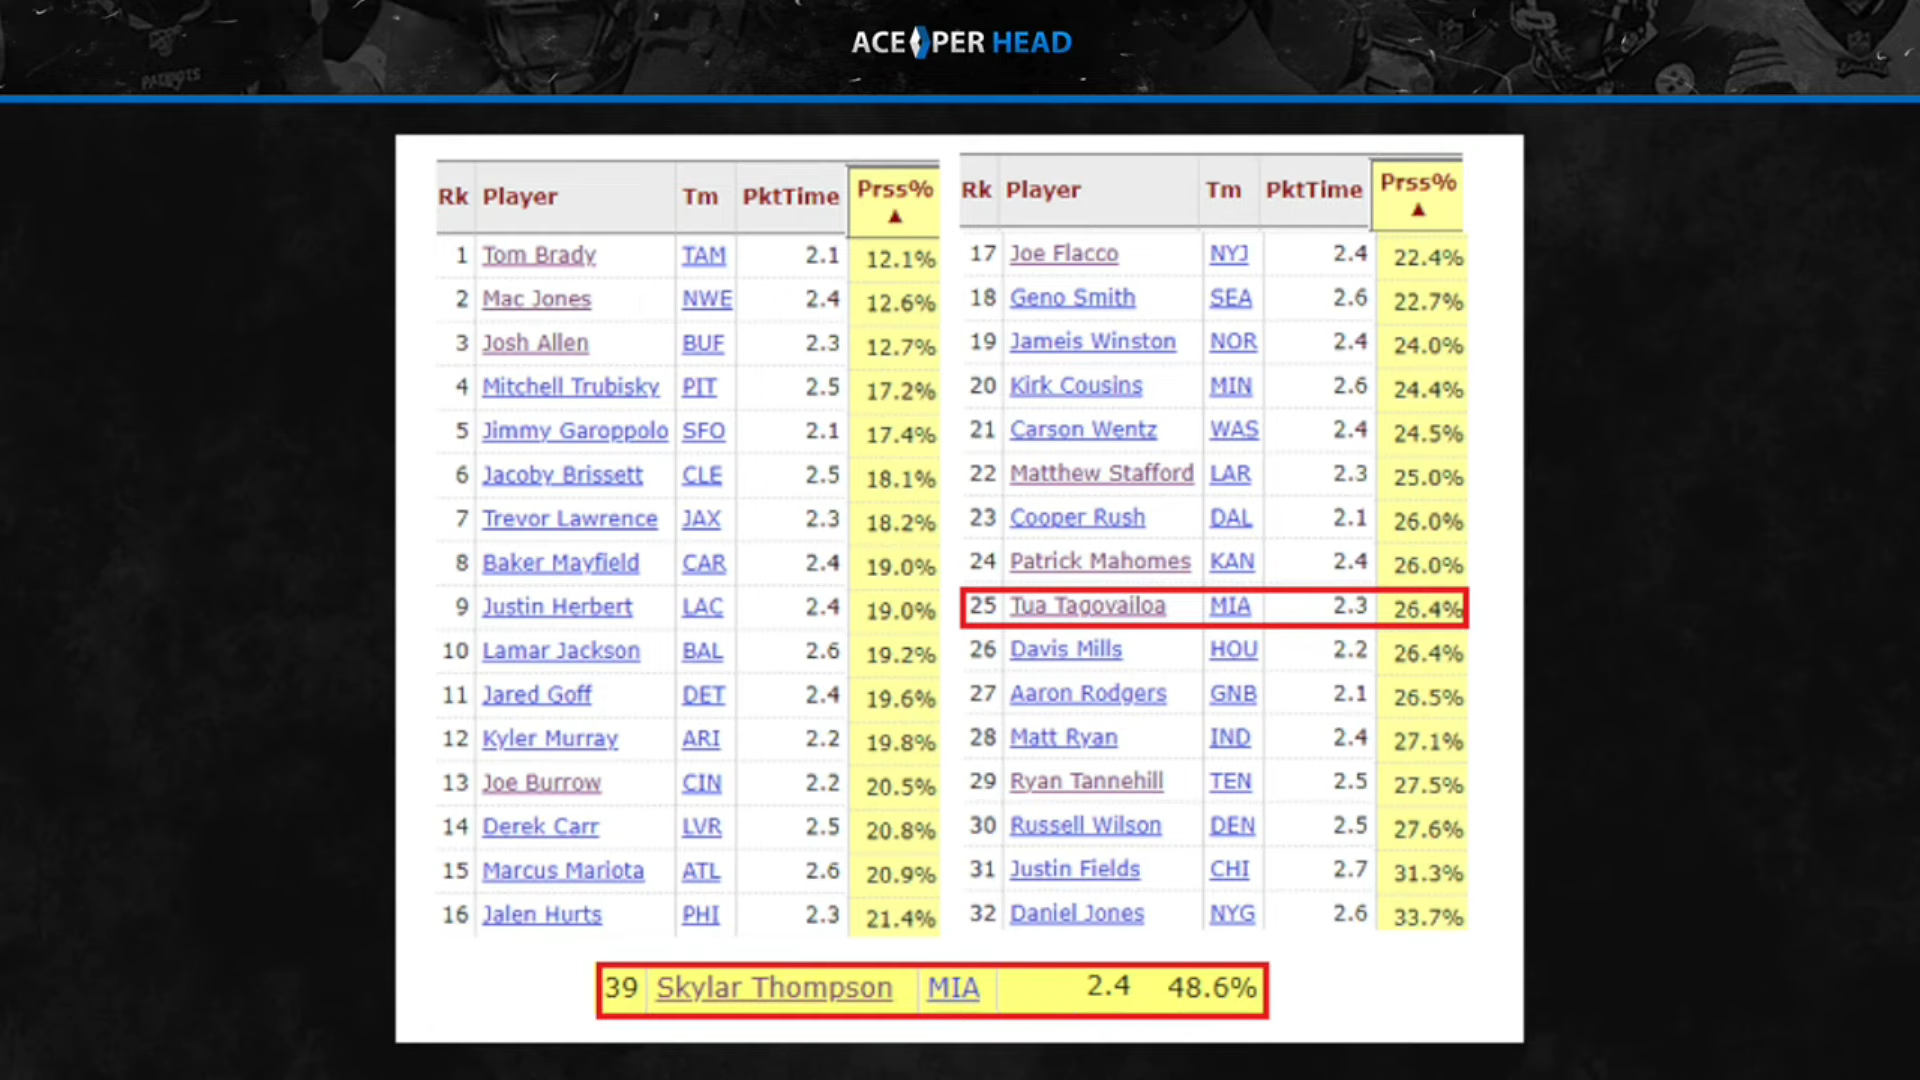 PATRIOTS
ACE PER HEAD
Rk Player Tm PktTime Prss% ▲
1 Tom Brady TAM 2.1 12.1%
2 Mac Jones NWE 2.4 12.6%
3 Josh Allen BUF 2.3 12.7%
4 Mitchell Trubisky PIT 2.5 17.2%
5 Jimmy Garoppolo SFO 2.1 17.4%
6 Jacoby Brissett CLE 2.5 18.1%
7 Trevor Lawrence JAX 2.3 18.2%
8 Baker Mayfield CAR 2.4 19.0%
9 Justin Herbert LAC 2.4 19.0%
10 Lamar Jackson BAL 2.6 19.2%
11 Jared Goff DET 2.4 19.6%
12 Kyler Murray ARI 2.2 19.8%
13 Joe Burrow CIN 2.2 20.5%
14 Derek Carr LVR 2.5 20.8%
15 Marcus Mariota ATL 2.6 20.9%
16 Jalen Hurts PHI 2.3 21.4%
Rk Player Tm PktTime Prss% ▲
17 Joe Flacco NYJ 2.4 22.4%
18 Geno Smith SEA 2.6 22.7%
19 Jameis Winston NOR 2.4 24.0%
20 Kirk Cousins MIN 2.6 24.4%
21 Carson Wentz WAS 2.4 24.5%
22 Matthew Stafford LAR 2.3 25.0%
23 Cooper Rush DAL 2.1 26.0%
24 Patrick Mahomes KAN 2.4 26.0%
25 Tua Tagovailoa MIA 2.3 26.4%
26 Davis Mills HOU 2.2 26.4%
27 Aaron Rodgers GNB 2.1 26.5%
28 Matt Ryan IND 2.4 27.1%
29 Ryan Tannehill TEN 2.5 27.5%
30 Russell Wilson DEN 2.5 27.6%
31 Justin Fields CHI 2.7 31.3%
32 Daniel Jones NYG 2.6 33.7%
39 Skylar Thompson MIA 2.4 48.6%